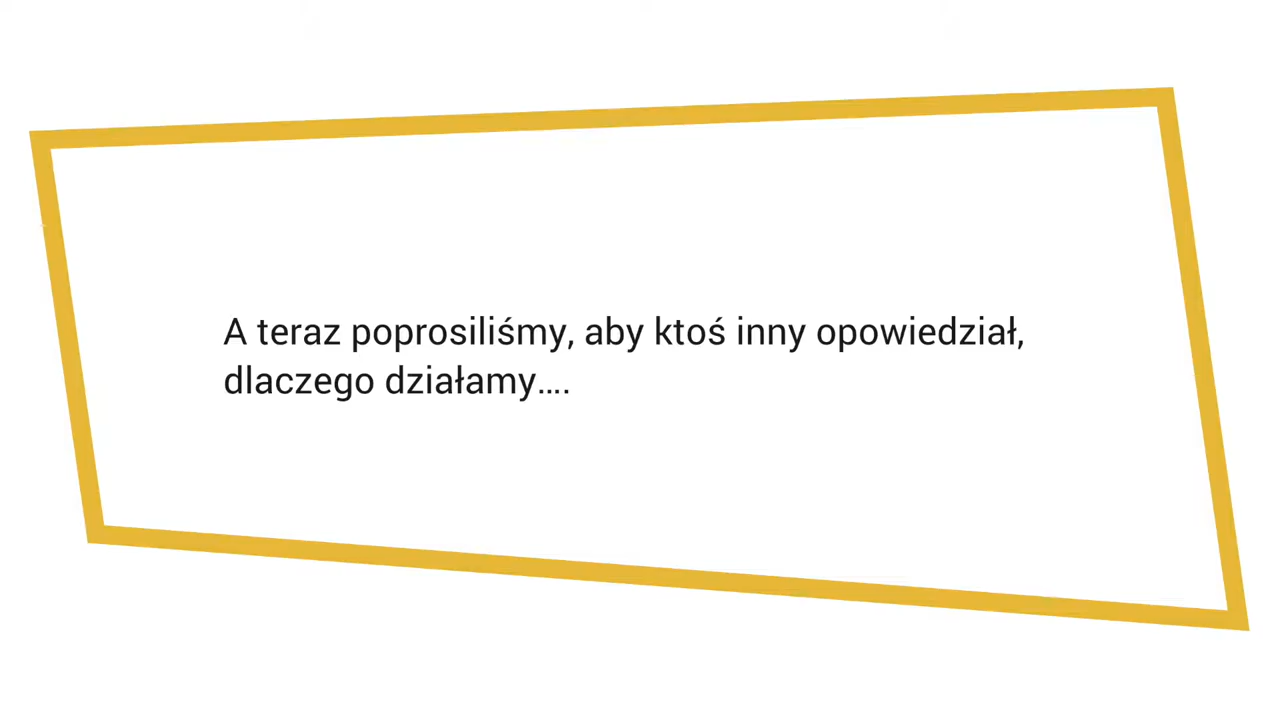 A teraz poprosiliśmy, aby ktoś inny opowiedział,
dlaczego działamy....